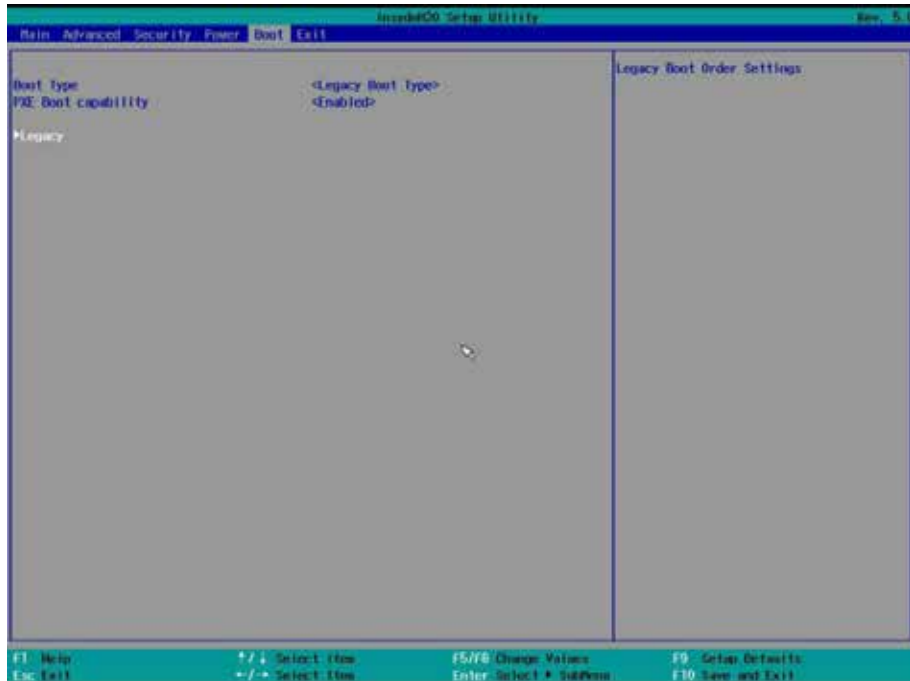 InsydeH20 Setup Utility Rev. 5.
Main Advanced Security Power Boot Exit
Legacy Boot Order Settings
Boot Type <Legacy Boot Type>
PXE Boot capability <Enabled>
Legacy
F1 Help ↑/↓ Select Item F5/F6 Change Values F9 Setup Defaults
Esc Exit ←/→ Select Item Enter Select ▶ SubMenu F10 Save and Exit